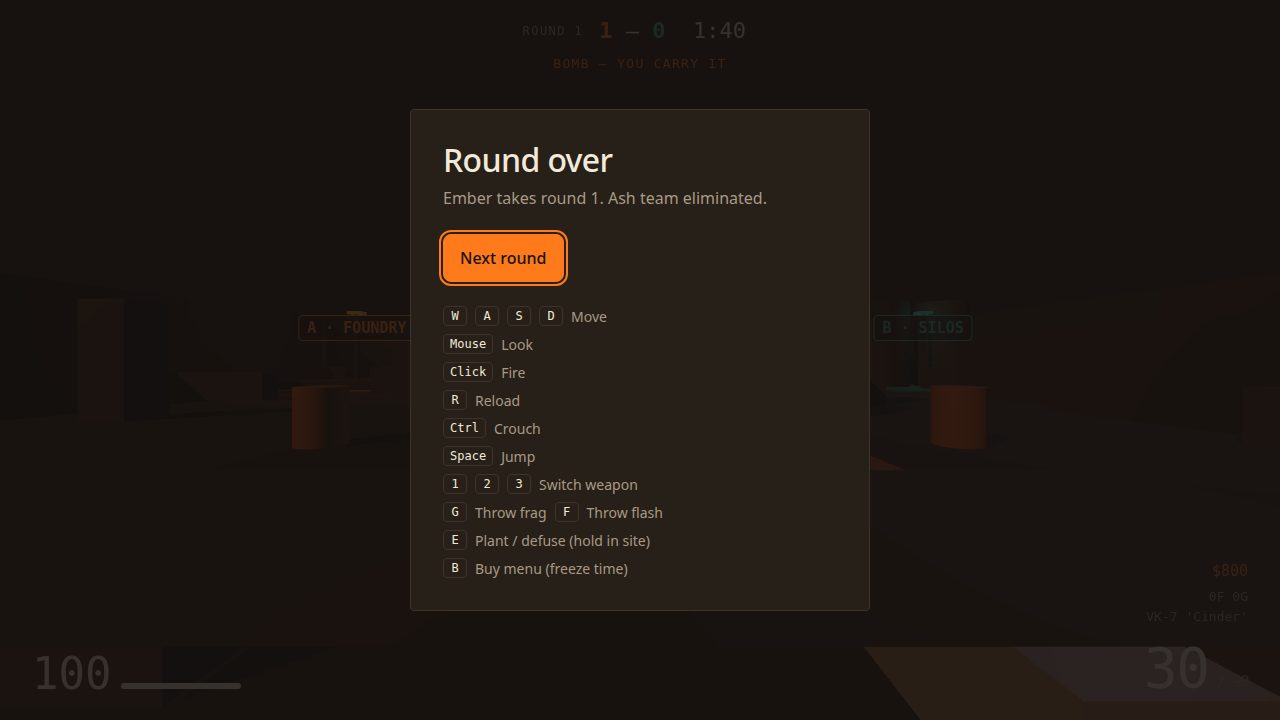 ROUND 1 1 — 0 1:40
BOMB — YOU CARRY IT
Round over
Ember takes round 1. Ash team eliminated.
Next round
W A S D Move
A · FOUNDRY
B · SILOS
Mouse Look
Click Fire
R Reload
Ctrl Crouch
Space Jump
1 2 3 Switch weapon
G Throw frag F Throw flash
E Plant / defuse (hold in site)
B Buy menu (freeze time)
$800
0F 0G
VK-7 'Cinder'
100
30